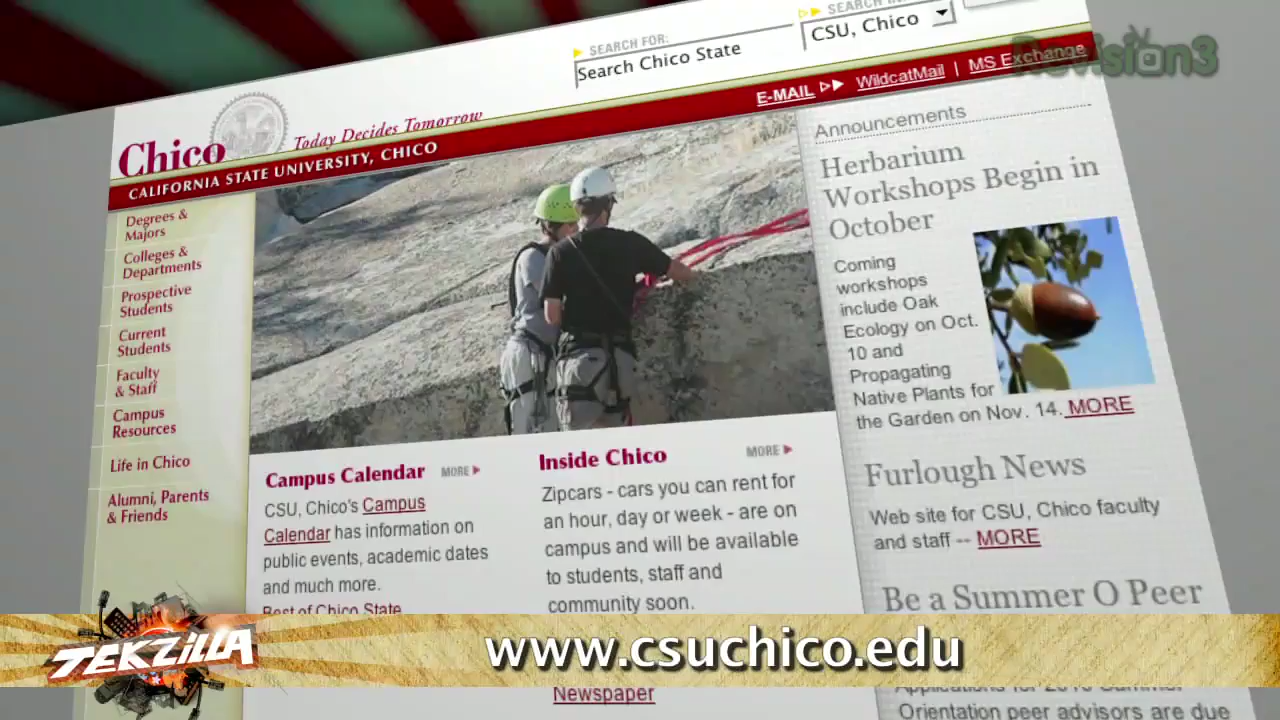 SEARCH FOR:
Search Chico State
CSU, Chico
Revision3
E-MAIL WildcatMail | MS Exchange
Chico
Today Decides Tomorrow
CALIFORNIA STATE UNIVERSITY, CHICO
Degrees &
Majors
Colleges &
Departments
Prospective
Students
Current
Students
Faculty
& Staff
Campus
Resources
Life in Chico
Alumni, Parents
& Friends
Campus Calendar MORE
CSU, Chico's Campus
Calendar has information on
public events, academic dates
and much more.
Best of Chico State
Inside Chico MORE
Zipcars - cars you can rent for
an hour, day or week - are on
campus and will be available
to students, staff and
community soon.
Newspaper
Announcements
Herbarium
Workshops Begin in
October
Coming
workshops
include Oak
Ecology on Oct.
10 and
Propagating
Native Plants for
the Garden on Nov. 14. MORE
Furlough News
Web site for CSU, Chico faculty
and staff -- MORE
Be a Summer O Peer
Orientation peer advisors are due
TEKZILLA
www.csuchico.edu